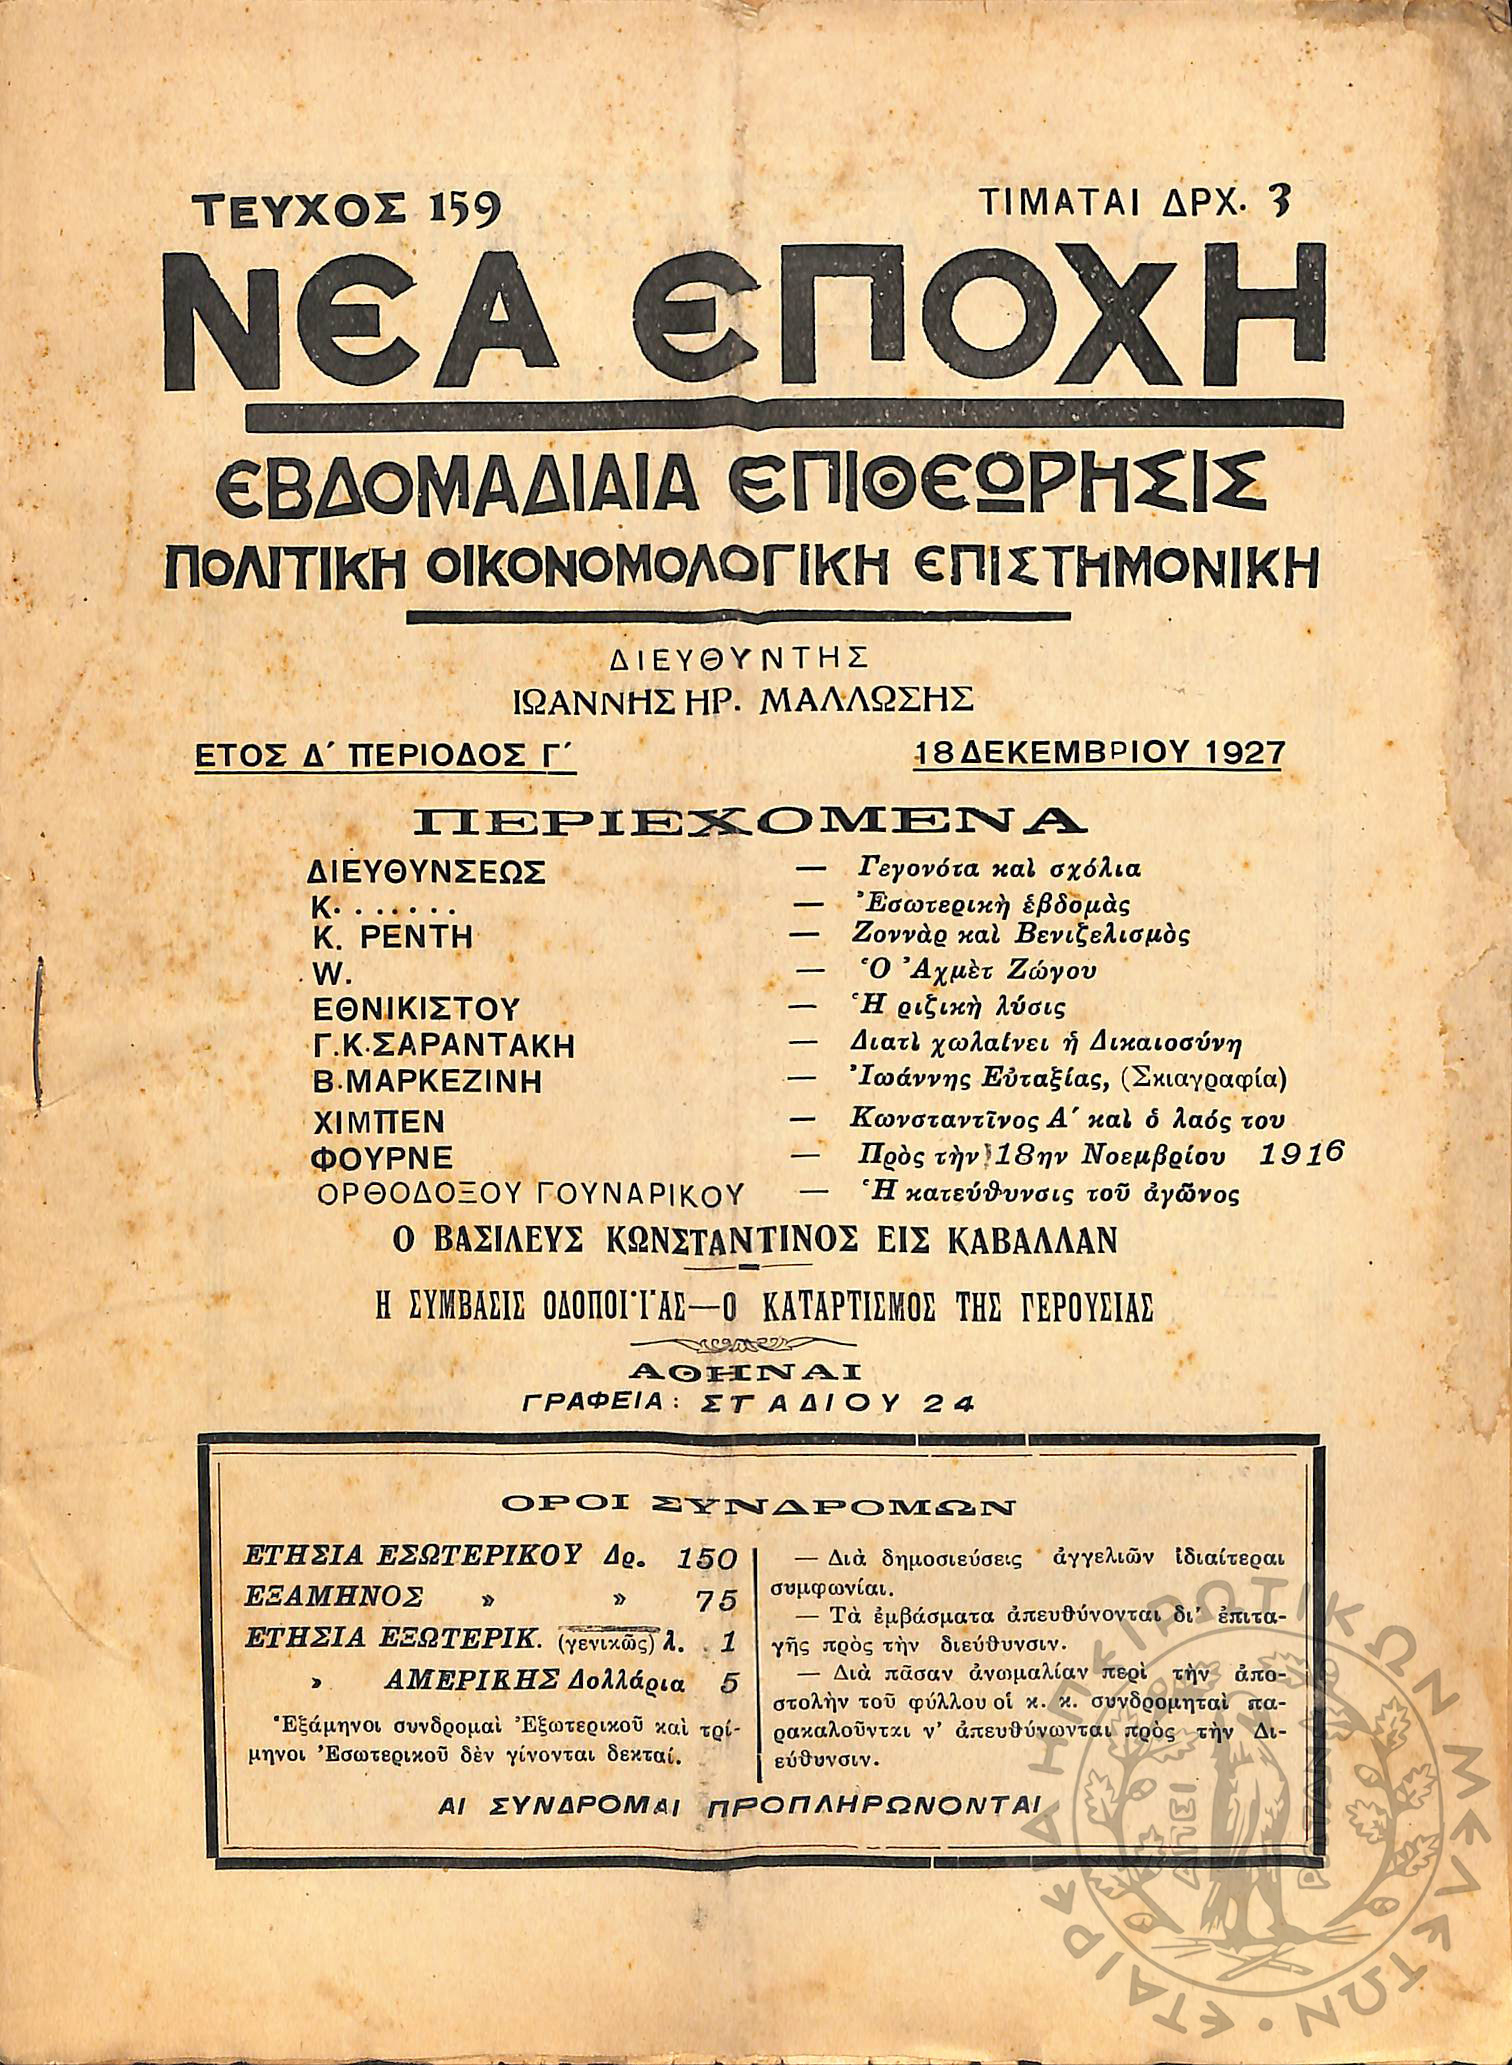 ΤΕΥΧΟΣ 159
ΤΙΜΑΤΑΙ ΔΡΧ. 3
ΝΕΑ ΕΠΟΧΗ
ΕΒΔΟΜΑΔΙΑΙΑ ΕΠΙΘΕΩΡΗΣΙΣ
ΠΟΛΙΤΙΚΗ ΟΙΚΟΝΟΜΟΛΟΓΙΚΗ ΕΠΙΣΤΗΜΟΝΙΚΗ
ΔΙΕΥΘΥΝΤΗΣ
ΙΩΑΝΝΗΣ ΗΡ. ΜΑΛΛΩΣΗΣ
ΕΤΟΣ Δ΄ ΠΕΡΙΟΔΟΣ Γ΄
18 ΔΕΚΕΜΒΡΙΟΥ 1927
ΠΕΡΙΕΧΟΜΕΝΑ
ΔΙΕΥΘΥΝΣΕΩΣ — Γεγονότα καὶ σχόλια
Κ....... — Ἐσωτερικὴ ἑβδομὰς
Κ. ΡΕΝΤΗ — Ζοννὰρ καὶ Βενιζελισμὸς
W. — Ὁ Ἀχμὲτ Ζώγου
ΕΘΝΙΚΙΣΤΟΥ — Ἡ ριζικὴ λύσις
Γ.Κ.ΣΑΡΑΝΤΑΚΗ — Διατὶ χωλαίνει ἡ Δικαιοσύνη
Β.ΜΑΡΚΕΖΙΝΗ — Ἰωάννης Εὐταξίας, (Σκιαγραφία)
ΧΙΜΠΕΝ — Κωνσταντῖνος Α΄ καὶ ὁ λαός του
ΦΟΥΡΝΕ — Πρὸς τὴν 18ην Νοεμβρίου 1916
ΟΡΘΟΔΟΞΟΥ ΓΟΥΝΑΡΙΚΟΥ — Ἡ κατεύθυνσις τοῦ ἀγῶνος
Ο ΒΑΣΙΛΕΥΣ ΚΩΝΣΤΑΝΤΙΝΟΣ ΕΙΣ ΚΑΒΑΛΛΑΝ
Η ΣΥΜΒΑΣΙΣ ΟΔΟΠΟΙΪΑΣ—Ο ΚΑΤΑΡΤΙΣΜΟΣ ΤΗΣ ΓΕΡΟΥΣΙΑΣ
ΑΘΗΝΑΙ
ΓΡΑΦΕΙΑ: ΣΤΑΔΙΟΥ 24
ΟΡΟΙ ΣΥΝΔΡΟΜΩΝ
ΕΤΗΣΙΑ ΕΣΩΤΕΡΙΚΟΥ Δρ. 150
ΕΞΑΜΗΝΟΣ » » 75
ΕΤΗΣΙΑ ΕΞΩΤΕΡΙΚ. (γενικῶς) λ. 1
» ΑΜΕΡΙΚΗΣ Δολλάρια 5
Ἑξάμηνοι συνδρομαὶ Ἐξωτερικοῦ καὶ τρί-
μηνοι Ἐσωτερικοῦ δὲν γίνονται δεκταί.
— Διὰ δημοσιεύσεις ἀγγελιῶν ἰδιαίτεραι
συμφωνίαι.
— Τὰ ἐμβάσματα ἀπευθύνονται δι' ἐπιτα-
γῆς πρὸς τὴν διεύθυνσιν.
— Διὰ πᾶσαν ἀνωμαλίαν περὶ τὴν ἀπο-
στολὴν τοῦ φύλλου οἱ κ. κ. συνδρομηταὶ πα-
ρακαλοῦνται ν' ἀπευθύνωνται πρὸς τὴν Δι-
εύθυνσιν.
ΑΙ ΣΥΝΔΡΟΜΑΙ ΠΡΟΠΛΗΡΩΝΟΝΤΑΙ
ΕΤΑΙΡΕΙΑ ΗΠΕΙΡΩΤΙΚΩΝ ΜΕΛΕΤΩΝ
ΑΠΕΙ ΡΩΤΑΝ